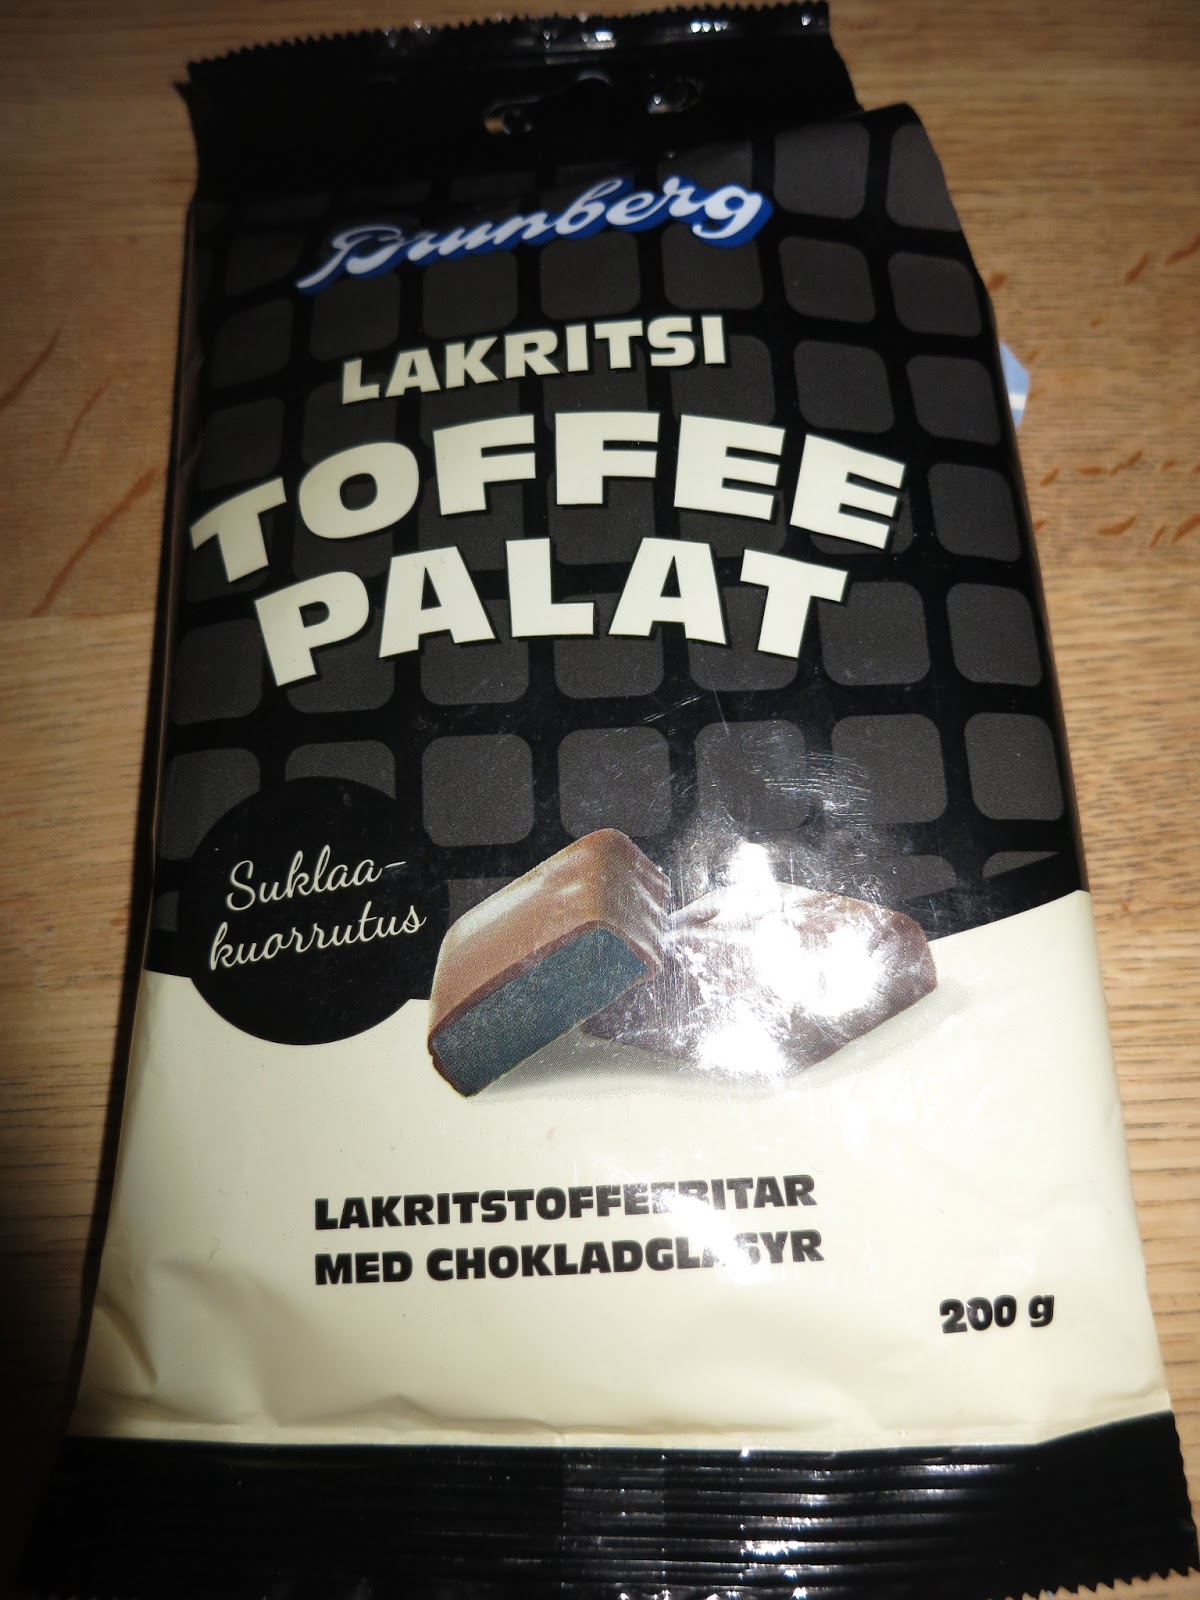 Brunberg
LAKRITSI
TOFFEE
PALAT
Suklaa-
kuorrutus
LAKRITSTOFFEEBITAR
MED CHOKLADGLASYR
200 g